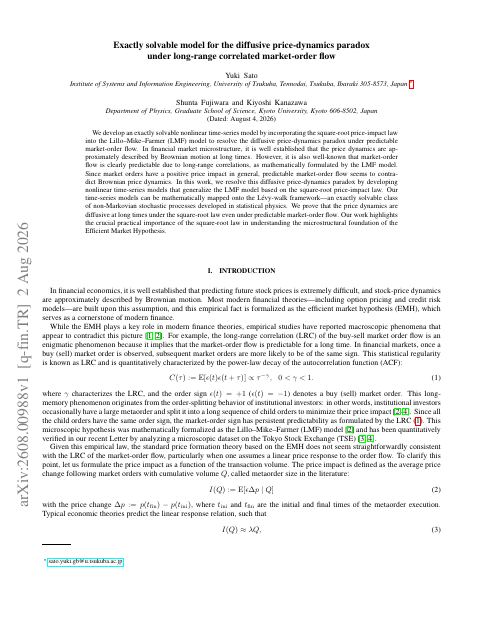 Exactly solvable model for the diffusive price-dynamics paradox
under long-range correlated market-order flow
Yuki Sato
Institute of Systems and Information Engineering, University of Tsukuba, Tennodai, Tsukuba, Ibaraki 305-8573, Japan *
Shunta Fujiwara and Kiyoshi Kanazawa
Department of Physics, Graduate School of Science, Kyoto University, Kyoto 606-8502, Japan
(Dated: August 4, 2026)
We develop an exactly solvable nonlinear time-series model by incorporating the square-root price-impact law
into the Lillo–Mike–Farmer (LMF) model to resolve the diffusive price-dynamics paradox under predictable
market-order flow. In financial market microstructure, it is well established that the price dynamics are ap-
proximately described by Brownian motion at long times. However, it is also well-known that market-order
flow is clearly predictable due to long-range correlations, as mathematically formulated by the LMF model.
Since market orders have a positive price impact in general, predictable market-order flow seems to contra-
dict Brownian price dynamics. In this work, we resolve this diffusive price-dynamics paradox by developing
nonlinear time-series models that generalize the LMF model based on the square-root price-impact law. Our
time-series models can be mathematically mapped onto the Lévy-walk framework—an exactly solvable class
of non-Markovian stochastic processes developed in statistical physics. We prove that the price dynamics are
diffusive at long times under the square-root law even under predictable market-order flow. Our work highlights
the crucial practical importance of the square-root law in understanding the microstructural foundation of the
Efficient Market Hypothesis.
I. INTRODUCTION
In financial economics, it is well established that predicting future stock prices is extremely difficult, and stock-price dynamics
are approximately described by Brownian motion. Most modern financial theories—including option pricing and credit risk
models—are built upon this assumption, and this empirical fact is formalized as the efficient market hypothesis (EMH), which
serves as a cornerstone of modern finance.
While the EMH plays a key role in modern finance theories, empirical studies have reported macroscopic phenomena that
appear to contradict this picture [1, 2]. For example, the long-range correlation (LRC) of the buy-sell market-order flow is an
enigmatic phenomenon because it implies that the market-order flow is predictable for a long time. In financial markets, once a
buy (sell) market order is observed, subsequent market orders are more likely to be of the same sign. This statistical regularity
is known as LRC and is quantitatively characterized by the power-law decay of the autocorrelation function (ACF):
C(τ) := E[ϵ(t)ϵ(t + τ)] ∝ τ^{−γ}, 0 < γ < 1. (1)
where γ characterizes the LRC, and the order sign ϵ(t) = +1 (ϵ(t) = −1) denotes a buy (sell) market order. This long-
memory phenomenon originates from the order-splitting behavior of institutional investors: in other words, institutional investors
occasionally have a large metaorder and split it into a long sequence of child orders to minimize their price impact [2–4]. Since all
the child orders have the same order sign, the market-order sign has persistent predictability as formulated by the LRC (1). This
microscopic hypothesis was mathematically formalized as the Lillo–Mike–Farmer (LMF) model [2] and has been quantitatively
verified in our recent Letter by analyzing a microscopic dataset on the Tokyo Stock Exchange (TSE) [3, 4].
Given this empirical law, the standard price formation theory based on the EMH does not seem straightforwardly consistent
with the LRC of the market-order flow, particularly when one assumes a linear price response to the order flow. To clarify this
point, let us formulate the price impact as a function of the transaction volume. The price impact is defined as the average price
change following market orders with cumulative volume Q, called metaorder size in the literature:
I(Q) := E[ϵΔp | Q] (2)
with the price change Δp := p(t_{fin}) − p(t_{ini}), where t_{ini} and t_{fin} are the initial and final times of the metaorder execution.
Typical economic theories predict the linear response relation, such that
I(Q) ≈ λQ, (3)
* sato.yuki.gb@u.tsukuba.ac.jp
arXiv:2608.00988v1 [q-fin.TR] 2 Aug 2026